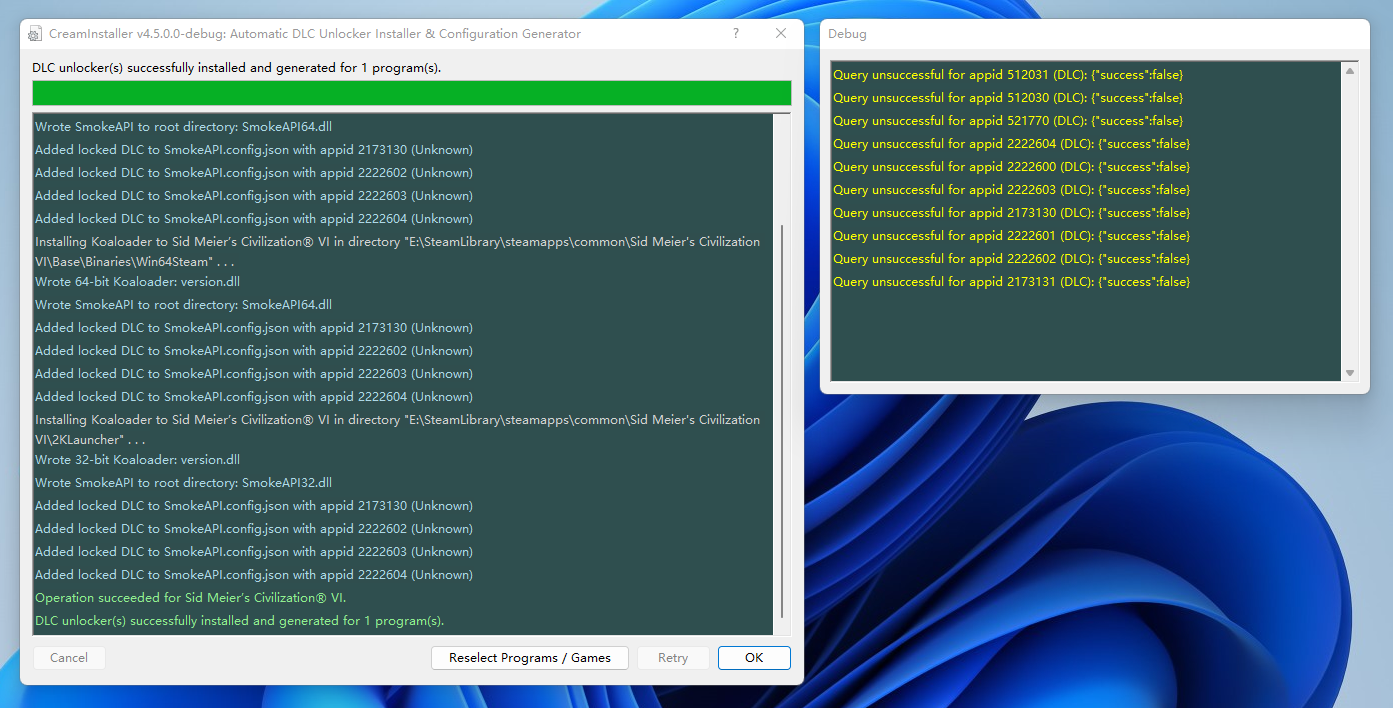 CreamInstaller v4.5.0.0-debug: Automatic DLC Unlocker Installer & Configuration Generator
?
DLC unlocker(s) successfully installed and generated for 1 program(s).
Wrote SmokeAPI to root directory: SmokeAPI64.dll
Added locked DLC to SmokeAPI.config.json with appid 2173130 (Unknown)
Added locked DLC to SmokeAPI.config.json with appid 2222602 (Unknown)
Added locked DLC to SmokeAPI.config.json with appid 2222603 (Unknown)
Added locked DLC to SmokeAPI.config.json with appid 2222604 (Unknown)
Installing Koaloader to Sid Meier's Civilization® VI in directory "E:\SteamLibrary\steamapps\common\Sid Meier's Civilization
VI\Base\Binaries\Win64Steam" . . .
Wrote 64-bit Koaloader: version.dll
Wrote SmokeAPI to root directory: SmokeAPI64.dll
Added locked DLC to SmokeAPI.config.json with appid 2173130 (Unknown)
Added locked DLC to SmokeAPI.config.json with appid 2222602 (Unknown)
Added locked DLC to SmokeAPI.config.json with appid 2222603 (Unknown)
Added locked DLC to SmokeAPI.config.json with appid 2222604 (Unknown)
Installing Koaloader to Sid Meier's Civilization® VI in directory "E:\SteamLibrary\steamapps\common\Sid Meier's Civilization
VI\2KLauncher" . . .
Wrote 32-bit Koaloader: version.dll
Wrote SmokeAPI to root directory: SmokeAPI32.dll
Added locked DLC to SmokeAPI.config.json with appid 2173130 (Unknown)
Added locked DLC to SmokeAPI.config.json with appid 2222602 (Unknown)
Added locked DLC to SmokeAPI.config.json with appid 2222603 (Unknown)
Added locked DLC to SmokeAPI.config.json with appid 2222604 (Unknown)
Operation succeeded for Sid Meier's Civilization® VI.
DLC unlocker(s) successfully installed and generated for 1 program(s).
Cancel
Reselect Programs / Games
Retry
OK
Debug
Query unsuccessful for appid 512031 (DLC): {"success":false}
Query unsuccessful for appid 512030 (DLC): {"success":false}
Query unsuccessful for appid 521770 (DLC): {"success":false}
Query unsuccessful for appid 2222604 (DLC): {"success":false}
Query unsuccessful for appid 2222600 (DLC): {"success":false}
Query unsuccessful for appid 2222603 (DLC): {"success":false}
Query unsuccessful for appid 2173130 (DLC): {"success":false}
Query unsuccessful for appid 2222601 (DLC): {"success":false}
Query unsuccessful for appid 2222602 (DLC): {"success":false}
Query unsuccessful for appid 2173131 (DLC): {"success":false}